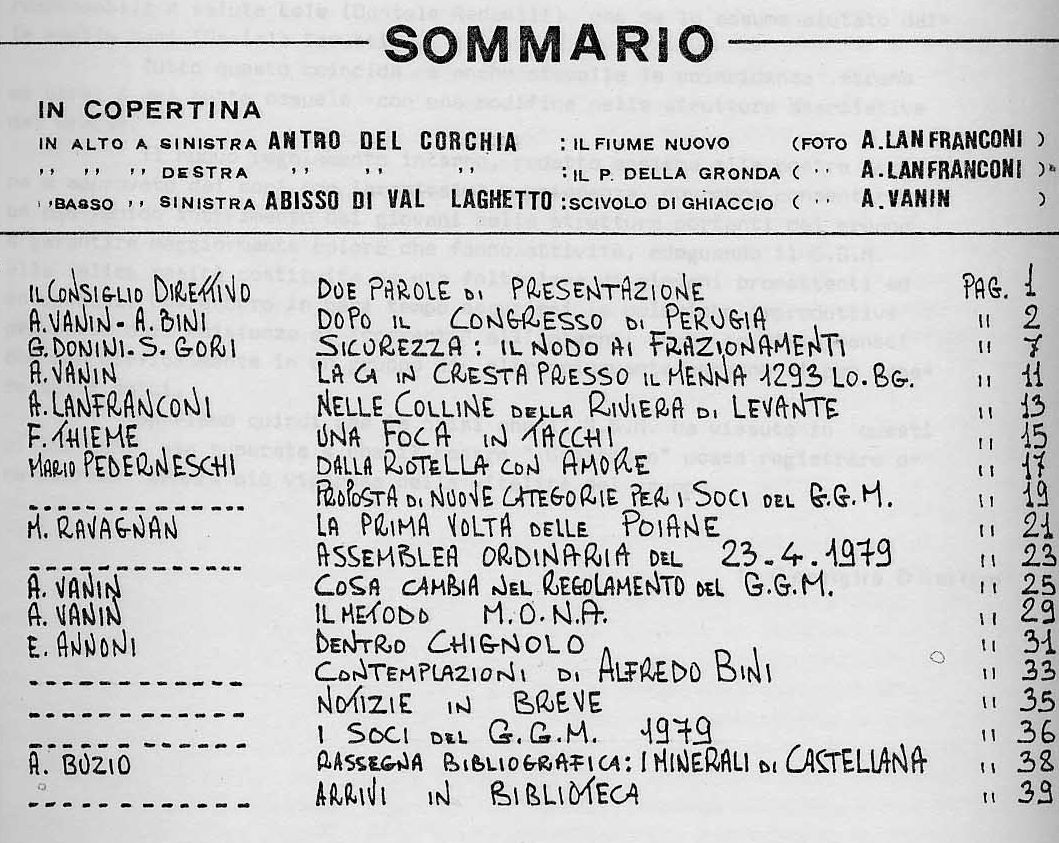 SOMMARIO
IN COPERTINA
IN ALTO A SINISTRA ANTRO DEL CORCHIA : IL FIUME NUOVO (FOTO A.LANFRANCONI )
,, ,, ,, DESTRA ,, ,, ,, : IL P. DELLA GRONDA ( ,, A.LANFRANCONI )
,, BASSO ,, SINISTRA ABISSO DI VAL LAGHETTO : SCIVOLO DI GHIACCIO ( ,, A.VANIN )
IL CONSIGLIO DIRETTIVO DUE PAROLE DI PRESENTAZIONE PAG. 1
A. VANIN - A. BINI DOPO IL CONGRESSO DI PERUGIA " 2
G. DONINI - S. GORI SICUREZZA : IL NODO AI FRAZIONAMENTI " 7
A. VANIN LA CA IN CRESTA PRESSO IL MENNA 1293 LO. BG. " 11
A. LANFRANCONI NELLE COLLINE DELLA RIVIERA DI LEVANTE " 13
F. THIEME UNA FOCA IN TACCHI " 15
MARIO PEDERNESCHI DALLA ROTELLA CON AMORE " 17
--------------- PROPOSTA DI NUOVE CATEGORIE PER I SOCI DEL G.G.M. " 19
M. RAVAGNAN LA PRIMA VOLTA DELLE POIANE " 21
--------------- ASSEMBLEA ORDINARIA DEL 23.4.1979 " 23
A. VANIN COSA CAMBIA NEL REGOLAMENTO DEL G.G.M. " 25
A. VANIN IL METODO M.O.N.A. " 29
E. ANNONI DENTRO CHIGNOLO " 31
--------------- CONTEMPLAZIONI DI ALFREDO BINI " 33
--------------- NOTIZIE IN BREVE " 35
--------------- I SOCI DEL G.G.M. 1979 " 36
A. BUZIO RASSEGNA BIBLIOGRAFICA: I MINERALI DI CASTELLANA " 38
--------------- ARRIVI IN BIBLIOTECA " 39